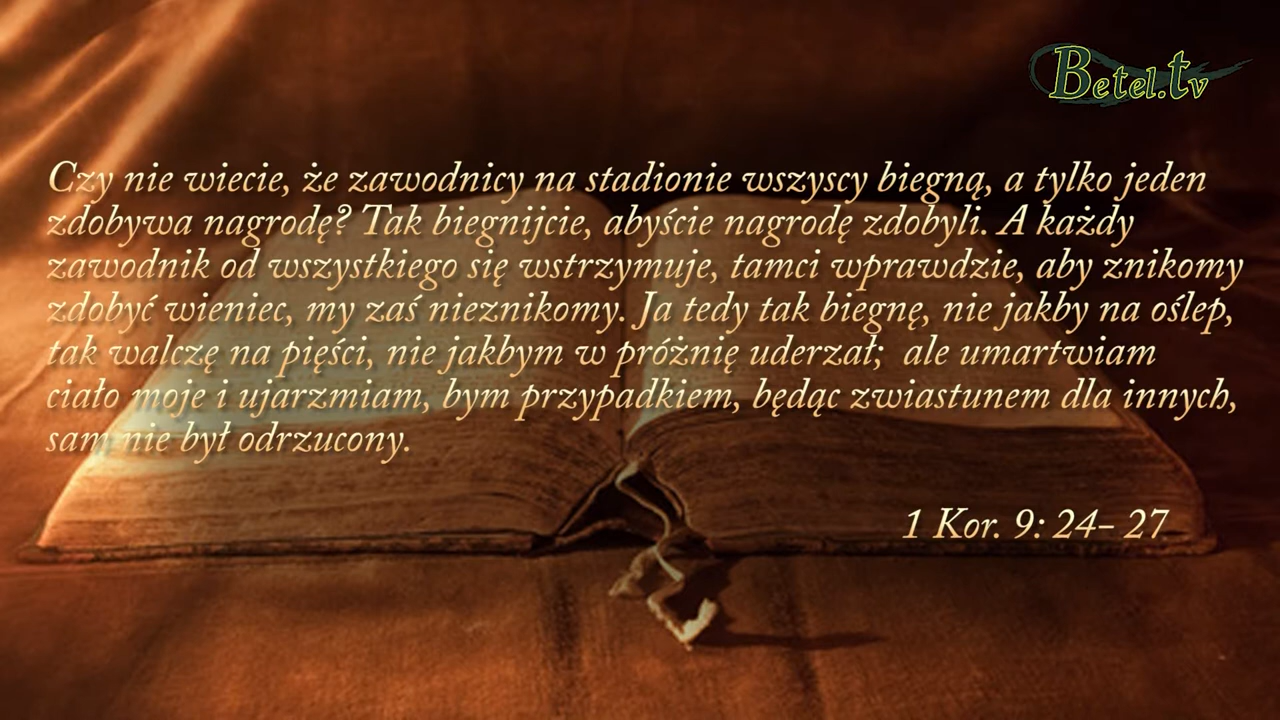 Betel.tv
Czy nie wiecie, że zawodnicy na stadionie wszyscy biegną, a tylko jeden
zdobywa nagrodę? Tak biegnijcie, abyście nagrodę zdobyli. A każdy
zawodnik od wszystkiego się wstrzymuje, tamci wprawdzie, aby znikomy
zdobyć wieniec, my zaś nieznikomy. Ja tedy tak biegnę, nie jakby na oślep,
tak walczę na pięści, nie jakbym w próżnię uderzał;  ale umartwiam
ciało moje i ujarzmiam, bym przypadkiem, będąc zwiastunem dla innych,
sam nie był odrzucony.
1 Kor. 9: 24- 27